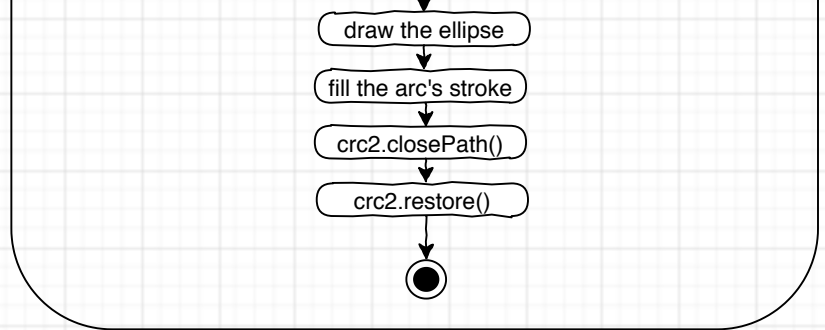 draw the ellipse
fill the arc's stroke
crc2.closePath()
crc2.restore()